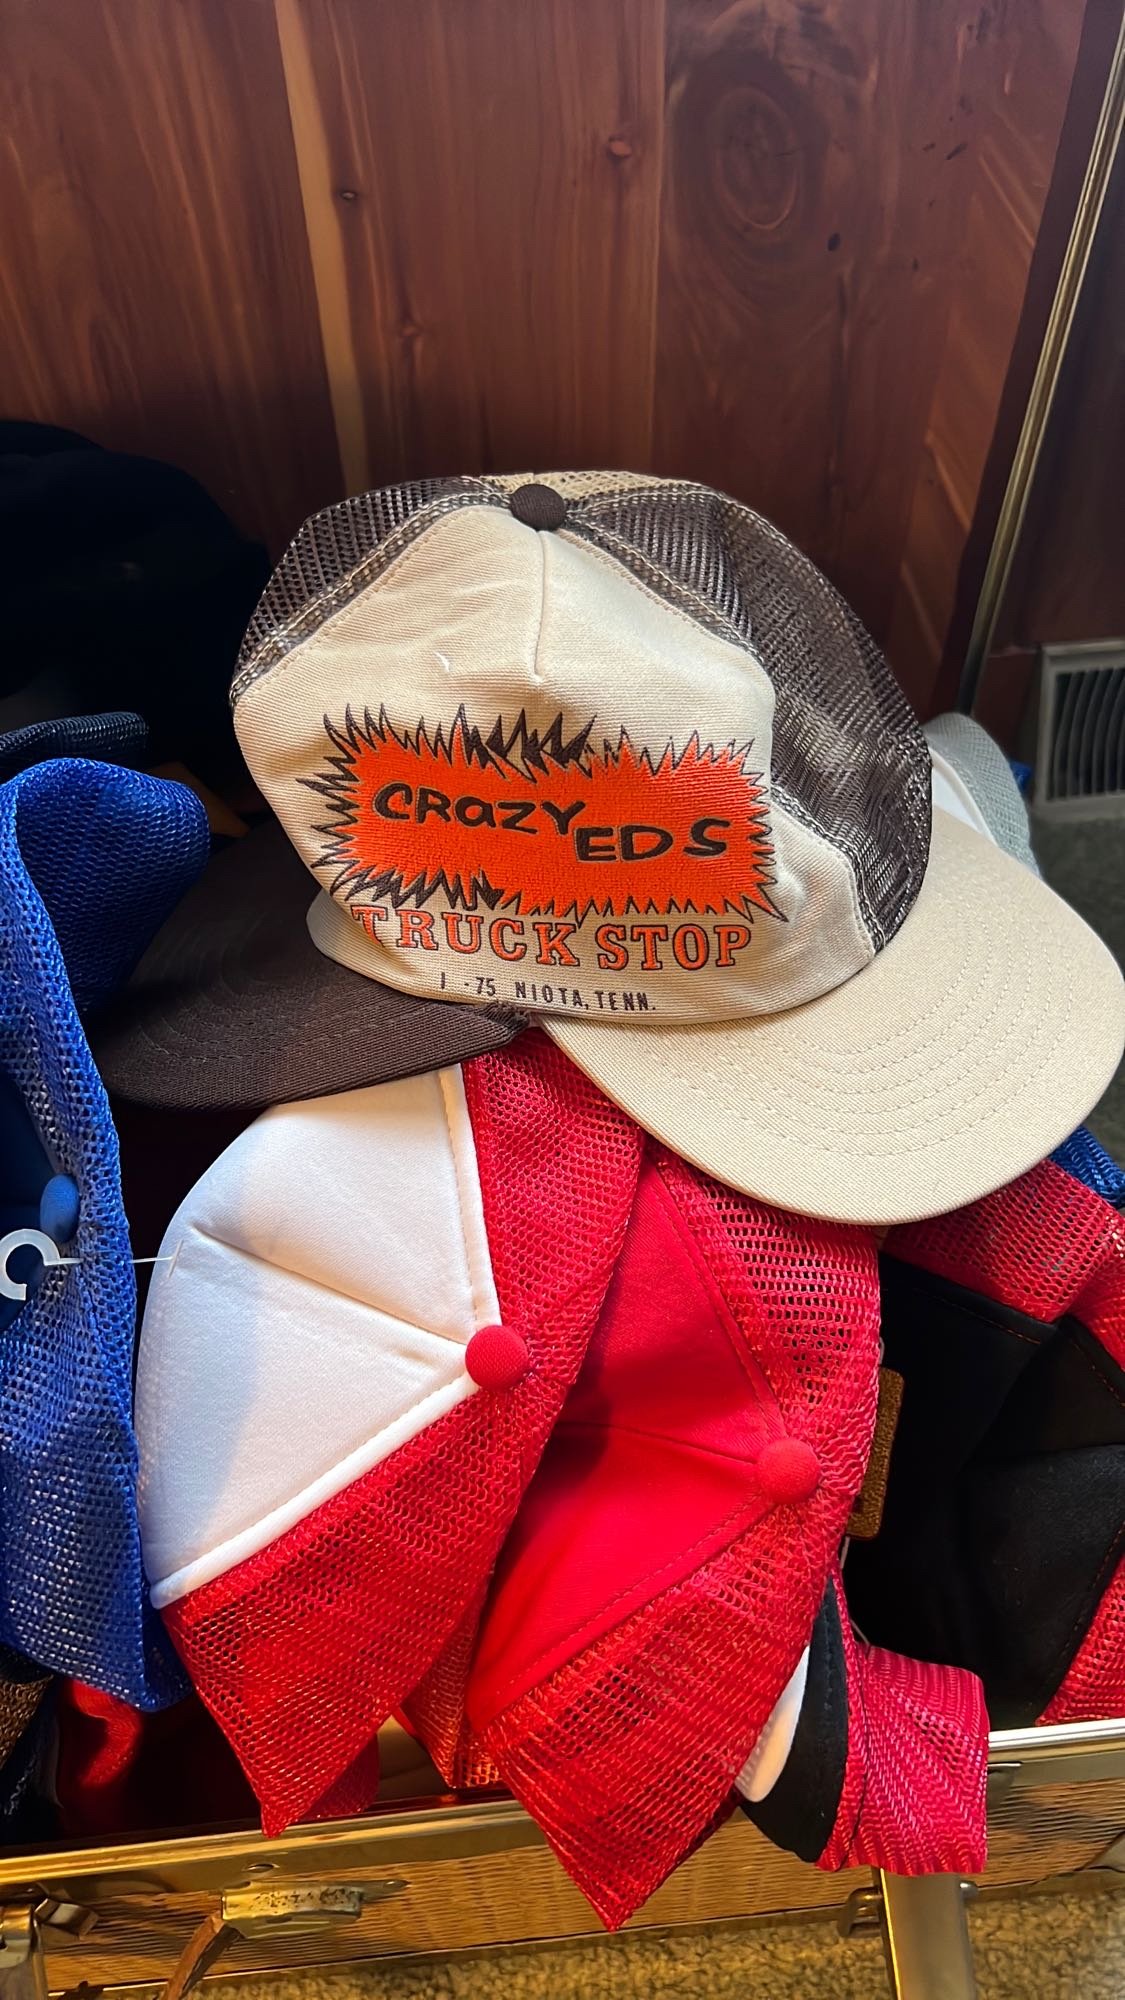 CRaZY EDS
TRUCK STOP
I-75 NIOTA, TENN.